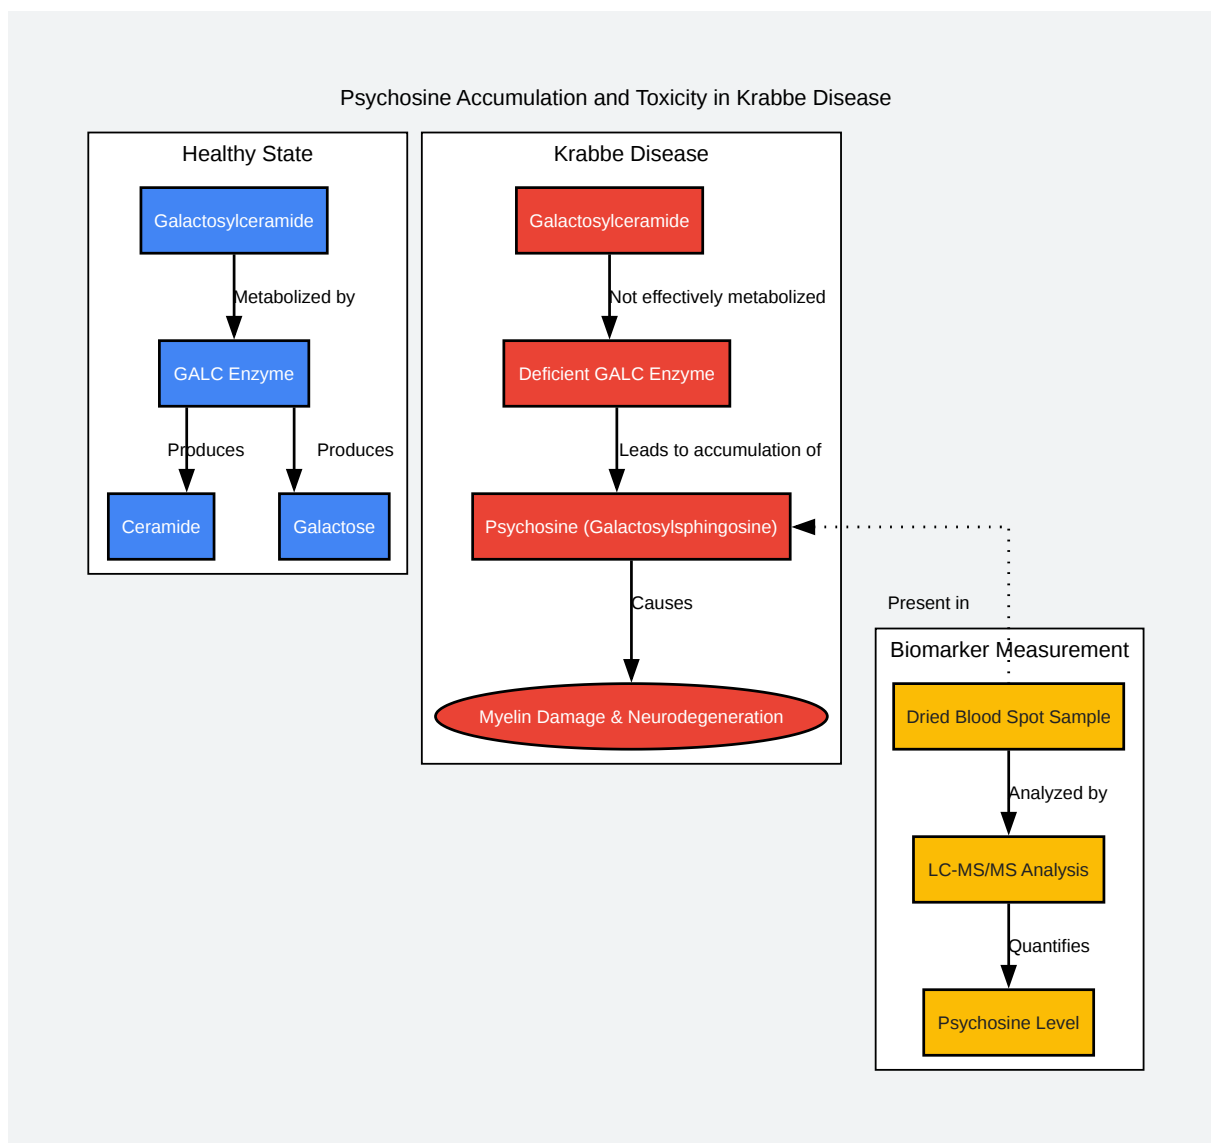 Psychosine Accumulation and Toxicity in Krabbe Disease
Healthy State
Galactosylceramide
Metabolized by
GALC Enzyme
Produces
Produces
Ceramide
Galactose
Krabbe Disease
Galactosylceramide
Not effectively metabolized
Deficient GALC Enzyme
Leads to accumulation of
Psychosine (Galactosylsphingosine)
Causes
Myelin Damage & Neurodegeneration
Present in
Biomarker Measurement
Dried Blood Spot Sample
Analyzed by
LC-MS/MS Analysis
Quantifies
Psychosine Level